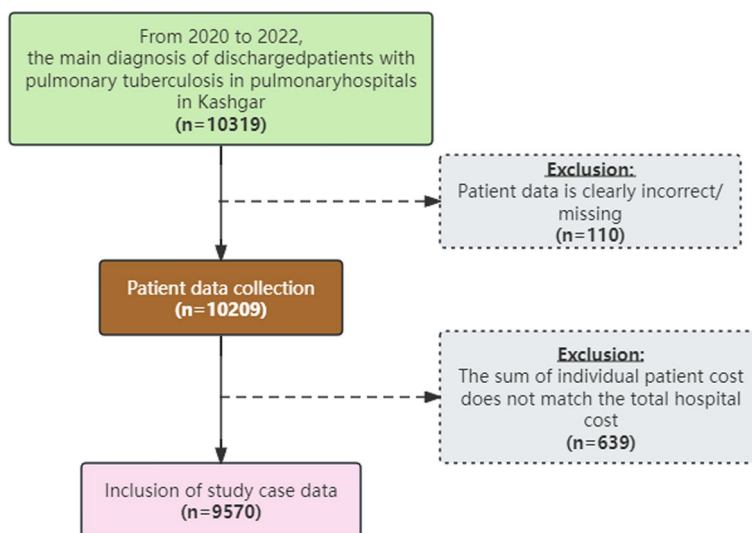 From 2020 to 2022,
the main diagnosis of dischargedpatients with
pulmonary tuberculosis in pulmonaryhospitals
in Kashgar
(n=10319)
Exclusion:
Patient data is clearly incorrect/
missing
(n=110)
Patient data collection
(n=10209)
Exclusion:
The sum of individual patient cost
does not match the total hospital
cost
(n=639)
Inclusion of study case data
(n=9570)